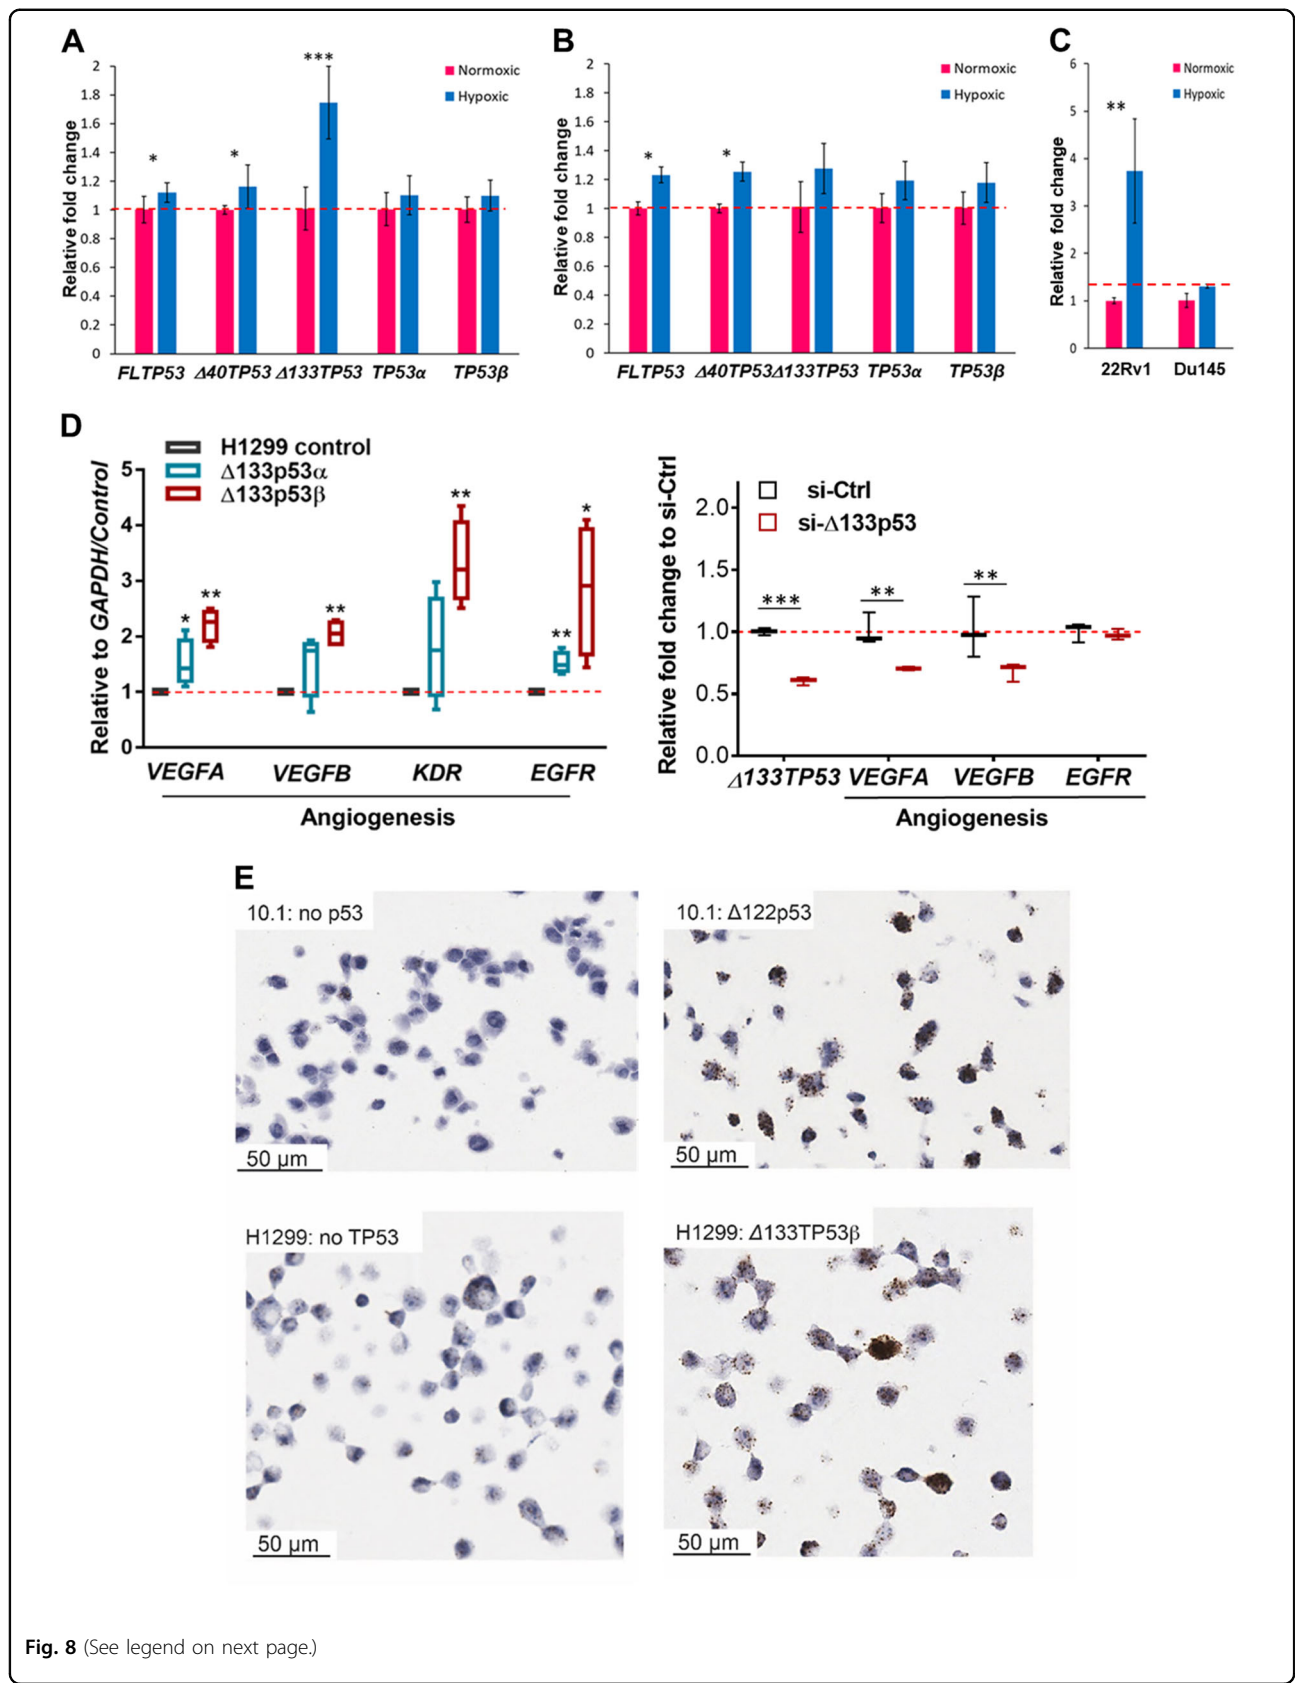 A
Relative fold change
2
1.8
1.6
1.4
1.2
1
0.8
0.6
0.4
0.2
0
* * ***
Normoxic
Hypoxic
FLTP53 Δ40TP53 Δ133TP53 TP53α TP53β
B
Relative fold change
2
1.8
1.6
1.4
1.2
1
0.8
0.6
0.4
0.2
0
* *
Normoxic
Hypoxic
FLTP53 Δ40TP53 Δ133TP53 TP53α TP53β
C
Relative fold change
6
5
4
3
2
1
0
**
Normoxic
Hypoxic
22Rv1 Du145
D
Relative to GAPDH/Control
5
4
3
2
1
0
H1299 control
Δ133p53α
Δ133p53β
* ** ** ** ** *
VEGFA VEGFB KDR EGFR
Angiogenesis
Relative fold change to si-Ctrl
2.0
1.5
1.0
0.5
0.0
si-Ctrl
si-Δ133p53
*** ** **
Δ133TP53 VEGFA VEGFB EGFR
Angiogenesis
E
10.1: no p53
50 µm
10.1: Δ122p53
50 µm
H1299: no TP53
50 µm
H1299: Δ133TP53β
50 µm
Fig. 8 (See legend on next page.)